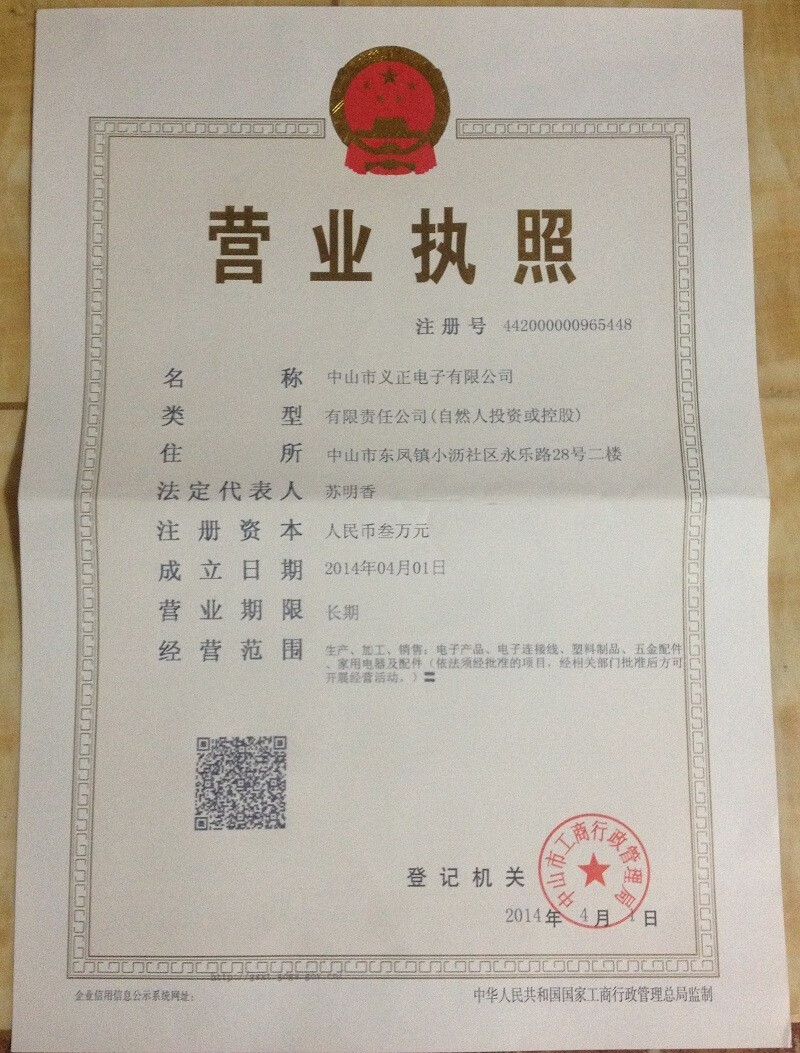 营业执照
注册号 442000000965448
名称 中山市义正电子有限公司
类型 有限责任公司(自然人投资或控股)
住所 中山市东凤镇小沥社区永乐路28号二楼
法定代表人 苏明香
注册资本 人民币叁万元
成立日期 2014年04月01日
营业期限 长期
经营范围 生产、加工、销售：电子产品、电子连接线、塑料制品、五金配件
、家用电器及配件（依法须经批准的项目，经相关部门批准后方可
开展经营活动。）〓
中山市工商行政管理局
登记机关
2014年 4月 1日
http://gsxt.gdgs.gov.cn/
企业信用信息公示系统网址：
中华人民共和国国家工商行政管理总局监制